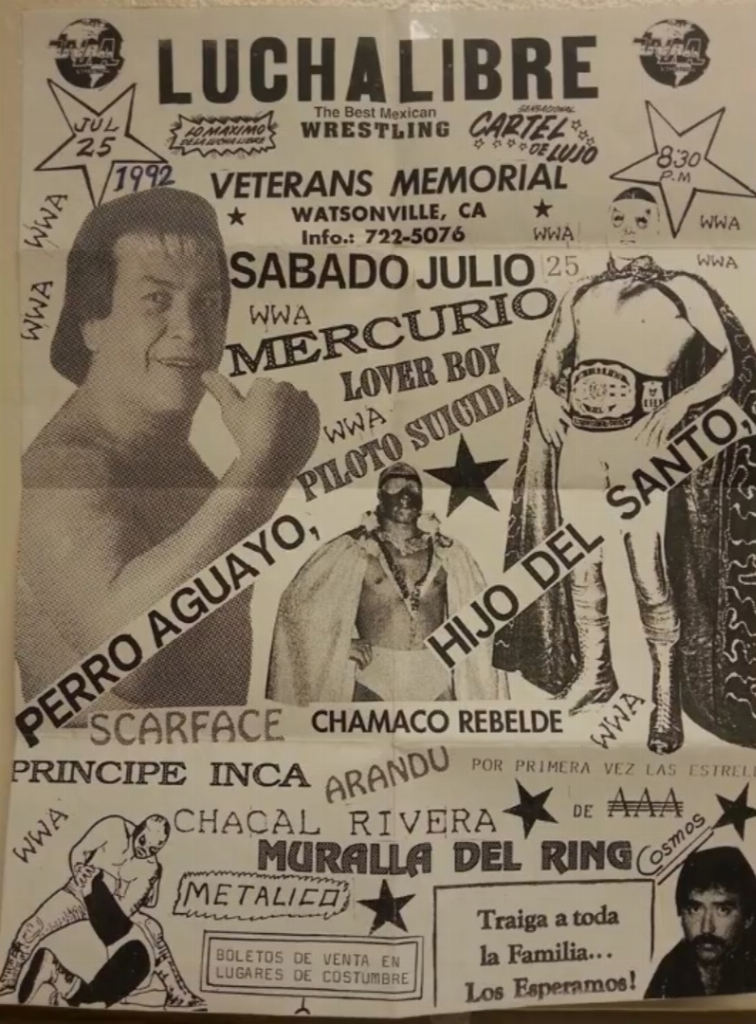 WWA
LUCHALIBRE
WWA
The Best Mexican
WRESTLING
LO MAXIMO
DE LA LUCHA LIBRE
SENSACIONAL
CARTEL
DE LUJO
JUL
25
1992
8:30
P.M
VETERANS MEMORIAL
WATSONVILLE, CA
Info.: 722-5076
WWA
WWA
WWA
WWA
WWA
SABADO JULIO 25
WWA
MERCURIO
LOVER BOY
WWA
PILOTO SUICIDA
PERRO AGUAYO,
HIJO DEL SANTO,
SCARFACE
CHAMACO REBELDE
WWA
PRINCIPE INCA
ARANDU
POR PRIMERA VEZ LAS ESTREL
DE AAA
WWA
CHACAL RIVERA
MURALLA DEL RING
Cosmos
METALICO
BOLETOS DE VENTA EN
LUGARES DE COSTUMBRE
Traiga a toda
la Familia...
Los Esperamos!